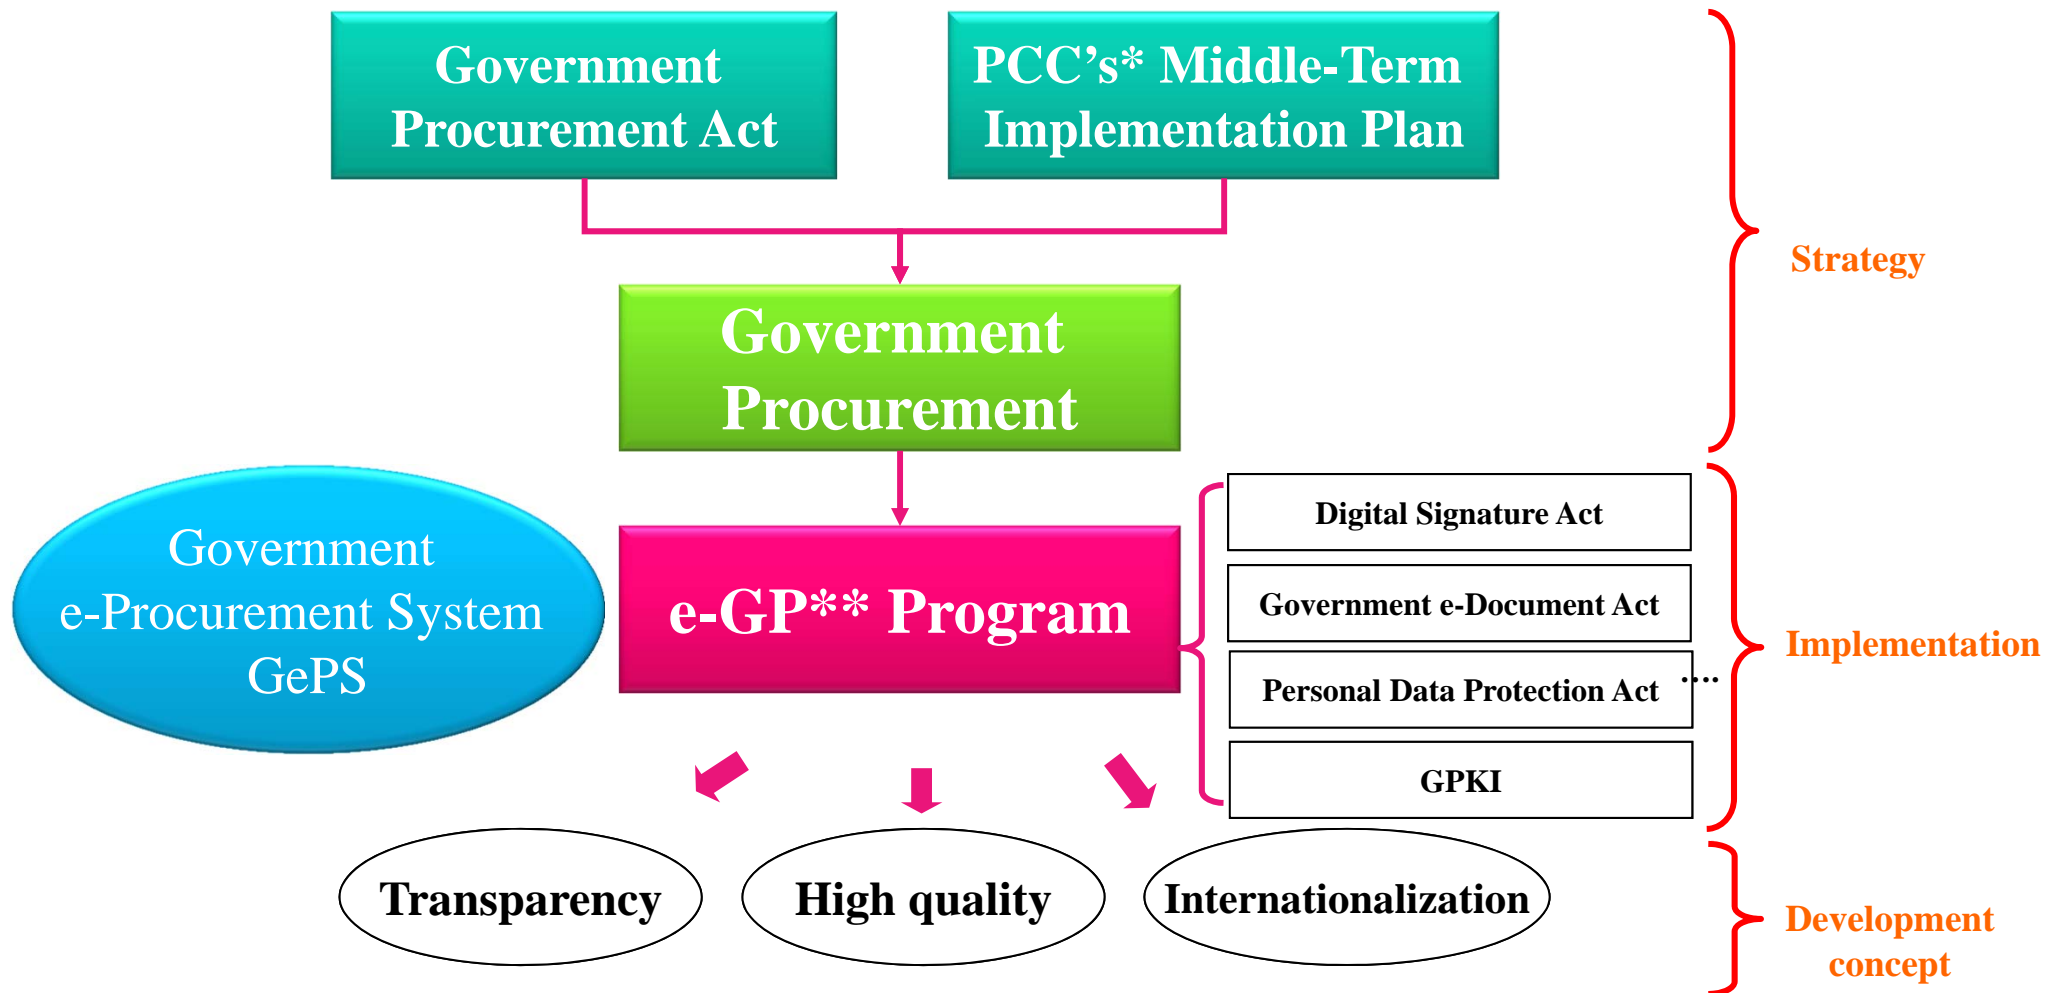 Government
Procurement Act
PCC’s* Middle-Term
Implementation Plan
Strategy
Government
Procurement
Government
e-Procurement System
GePS
e-GP** Program
Digital Signature Act
Government e-Document Act
Personal Data Protection Act
....
GPKI
Implementation
Transparency
High quality
Internationalization
Development
concept